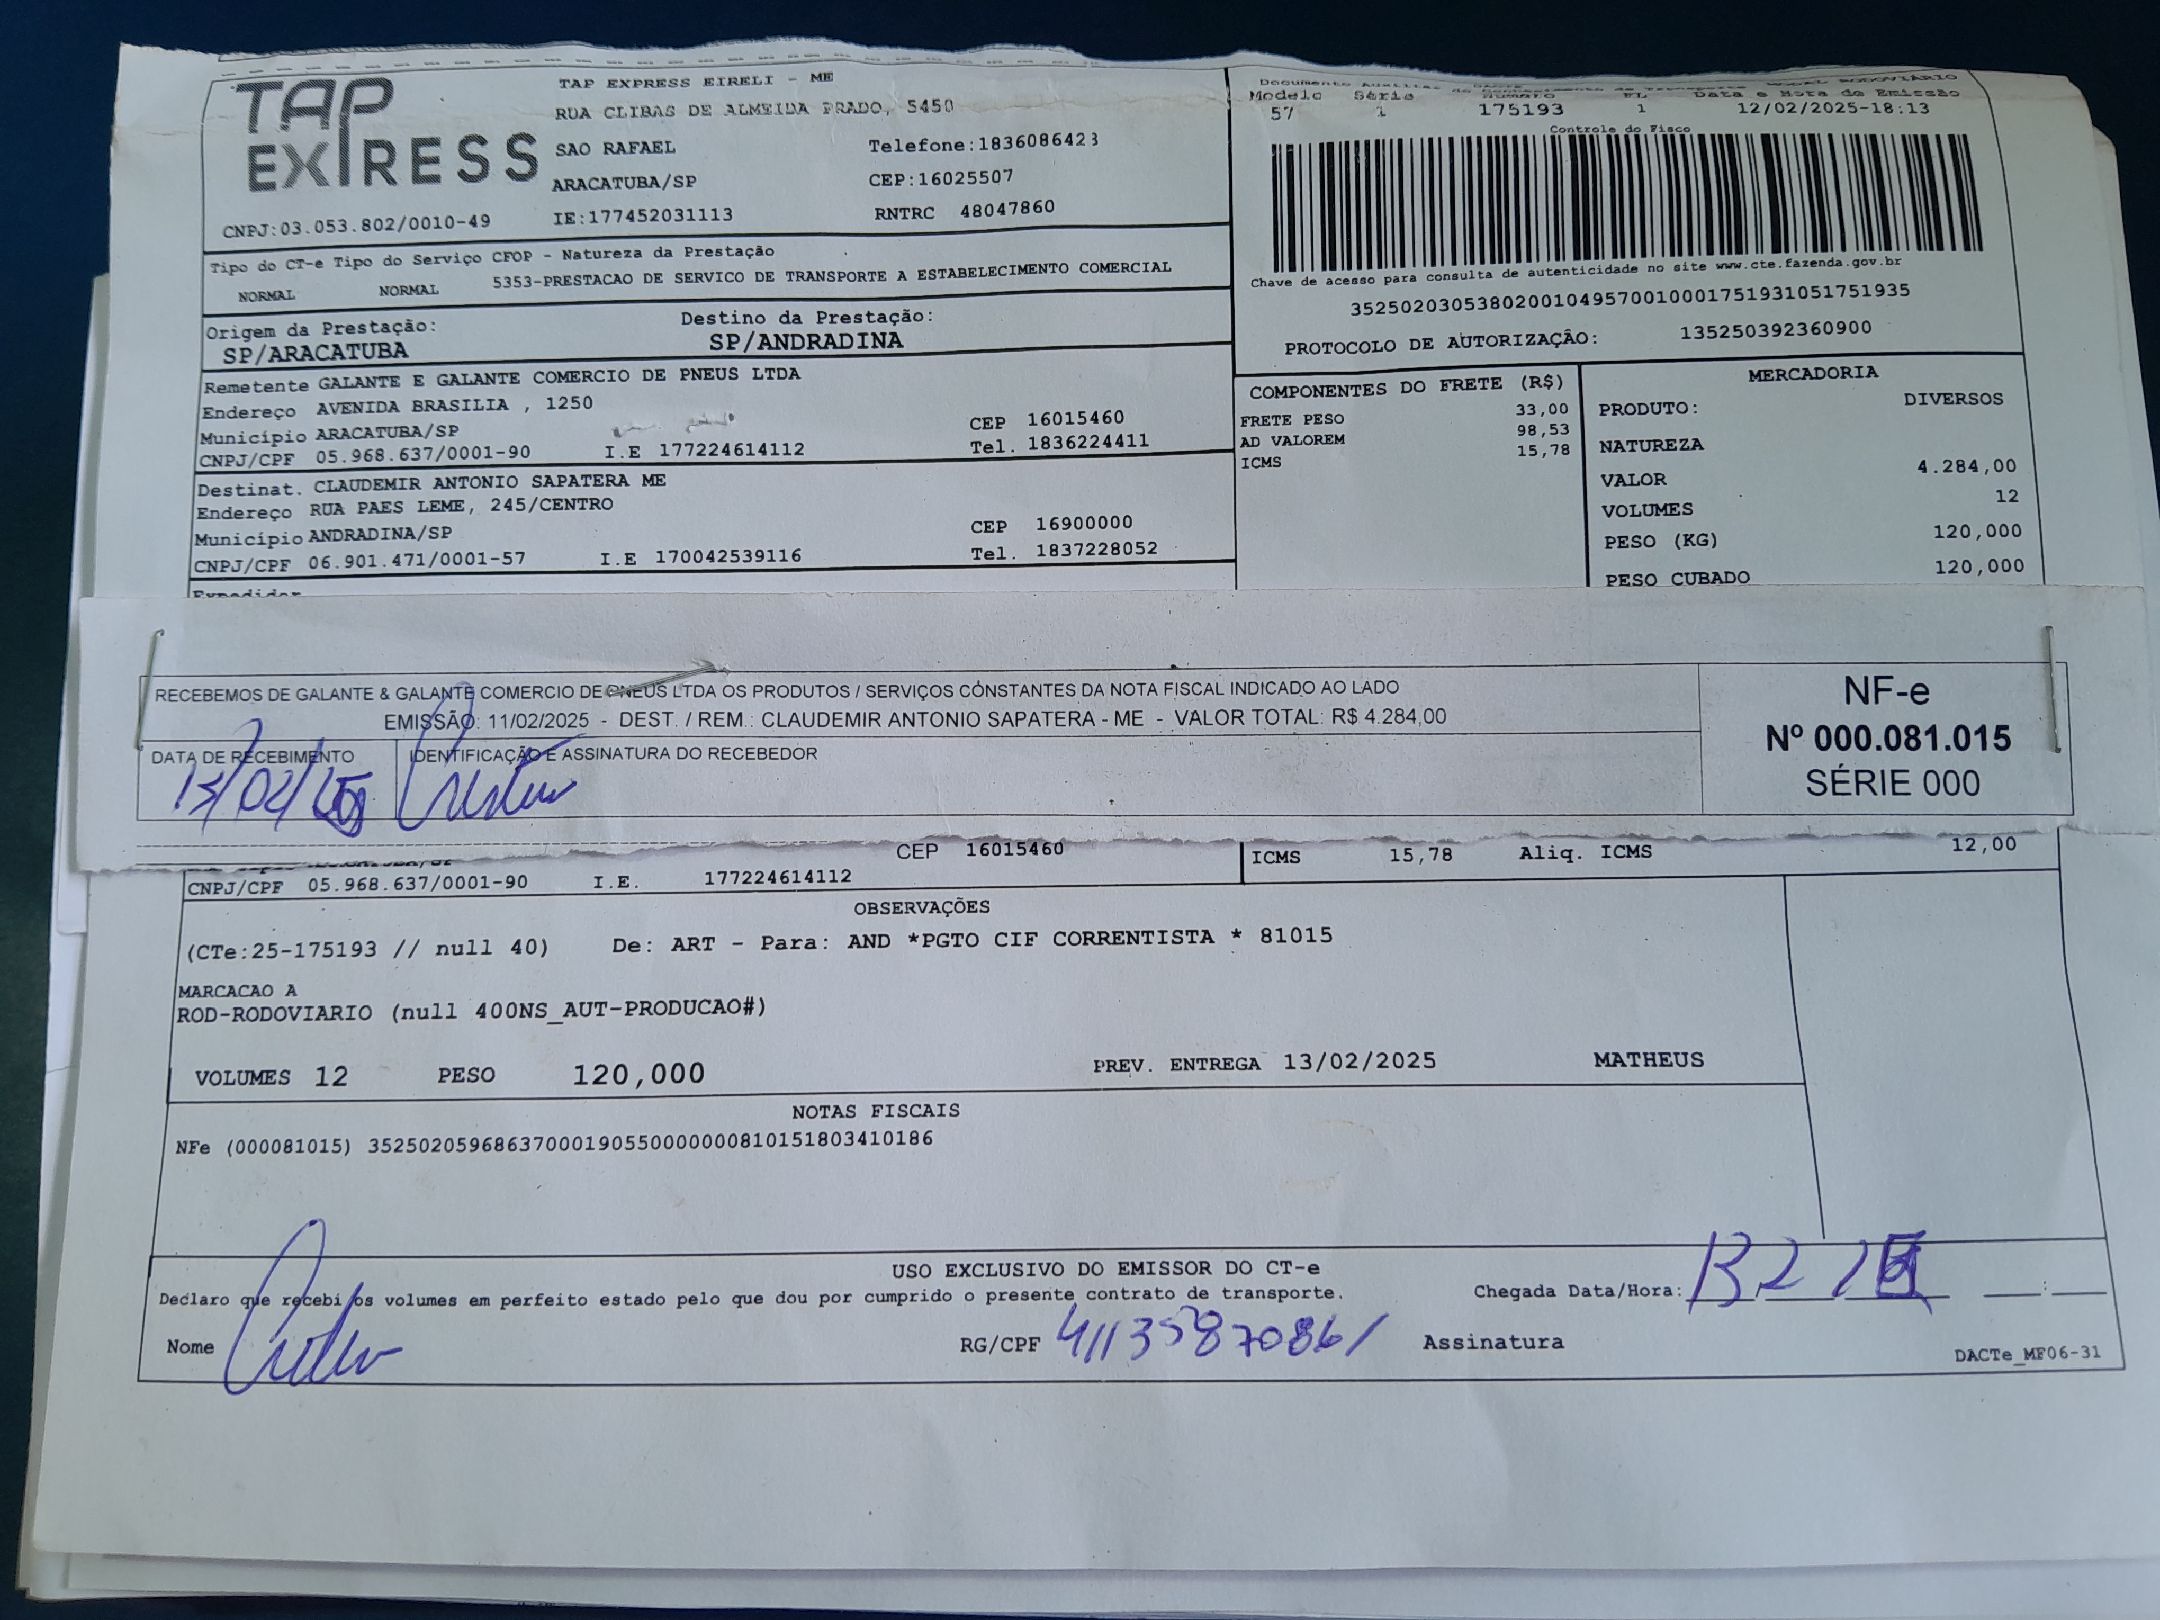 TAP EXPRESS
TAP EXPRESS EIRELI - ME
RUA CLIBAS DE ALMEIDA PRADO, 5450
SAO RAFAEL Telefone:1836086423
ARACATUBA/SP CEP:16025507
CNPJ:03.053.802/0010-49 IE:177452031113 RNTRC 48047860
Modelo Série Número FL Data e Hora de Emissão
57 1 175193 1 12/02/2025-18:13
Controle do Fisco
Chave de acesso para consulta de autenticidade no site www.cte.fazenda.gov.br
35250203053802001049570010001751931051751935
PROTOCOLO DE AUTORIZAÇÃO: 135250392360900
Tipo do CT-e Tipo do Serviço CFOP - Natureza da Prestação
NORMAL NORMAL 5353-PRESTACAO DE SERVICO DE TRANSPORTE A ESTABELECIMENTO COMERCIAL
Origem da Prestação: Destino da Prestação:
SP/ARACATUBA SP/ANDRADINA
Remetente GALANTE E GALANTE COMERCIO DE PNEUS LTDA
Endereço AVENIDA BRASILIA , 1250
Município ARACATUBA/SP CEP 16015460
CNPJ/CPF 05.968.637/0001-90 I.E 177224614112 Tel. 1836224411
Destinat. CLAUDEMIR ANTONIO SAPATERA ME
Endereço RUA PAES LEME, 245/CENTRO
Município ANDRADINA/SP CEP 16900000
CNPJ/CPF 06.901.471/0001-57 I.E 170042539116 Tel. 1837228052
Expedidor
COMPONENTES DO FRETE (R$)
FRETE PESO 33,00
AD VALOREM 98,53
ICMS 15,78
MERCADORIA
PRODUTO: DIVERSOS
NATUREZA
VALOR 4.284,00
VOLUMES 12
PESO (KG) 120,000
PESO CUBADO 120,000
RECEBEMOS DE GALANTE & GALANTE COMERCIO DE PNEUS LTDA OS PRODUTOS / SERVIÇOS CONSTANTES DA NOTA FISCAL INDICADO AO LADO
EMISSÃO: 11/02/2025 - DEST. / REM.: CLAUDEMIR ANTONIO SAPATERA - ME - VALOR TOTAL: R$ 4.284,00
DATA DE RECEBIMENTO IDENTIFICAÇÃO E ASSINATURA DO RECEBEDOR
13/02/25
NF-e
Nº 000.081.015
SÉRIE 000
CEP 16015460 ICMS 15,78 Aliq. ICMS 12,00
CNPJ/CPF 05.968.637/0001-90 I.E. 177224614112
OBSERVAÇÕES
(CTe:25-175193 // null 40) De: ART - Para: AND *PGTO CIF CORRENTISTA * 81015
MARCACAO A
ROD-RODOVIARIO (null 400NS_AUT-PRODUCAO#)
VOLUMES 12 PESO 120,000 PREV. ENTREGA 13/02/2025 MATHEUS
NOTAS FISCAIS
NFe (000081015) 35250205968637000190550000000810151803410186
USO EXCLUSIVO DO EMISSOR DO CT-e
Declaro que recebi os volumes em perfeito estado pelo que dou por cumprido o presente contrato de transporte. Chegada Data/Hora: 13 2
Nome RG/CPF 41135870861 Assinatura
DACTe_MF06-31